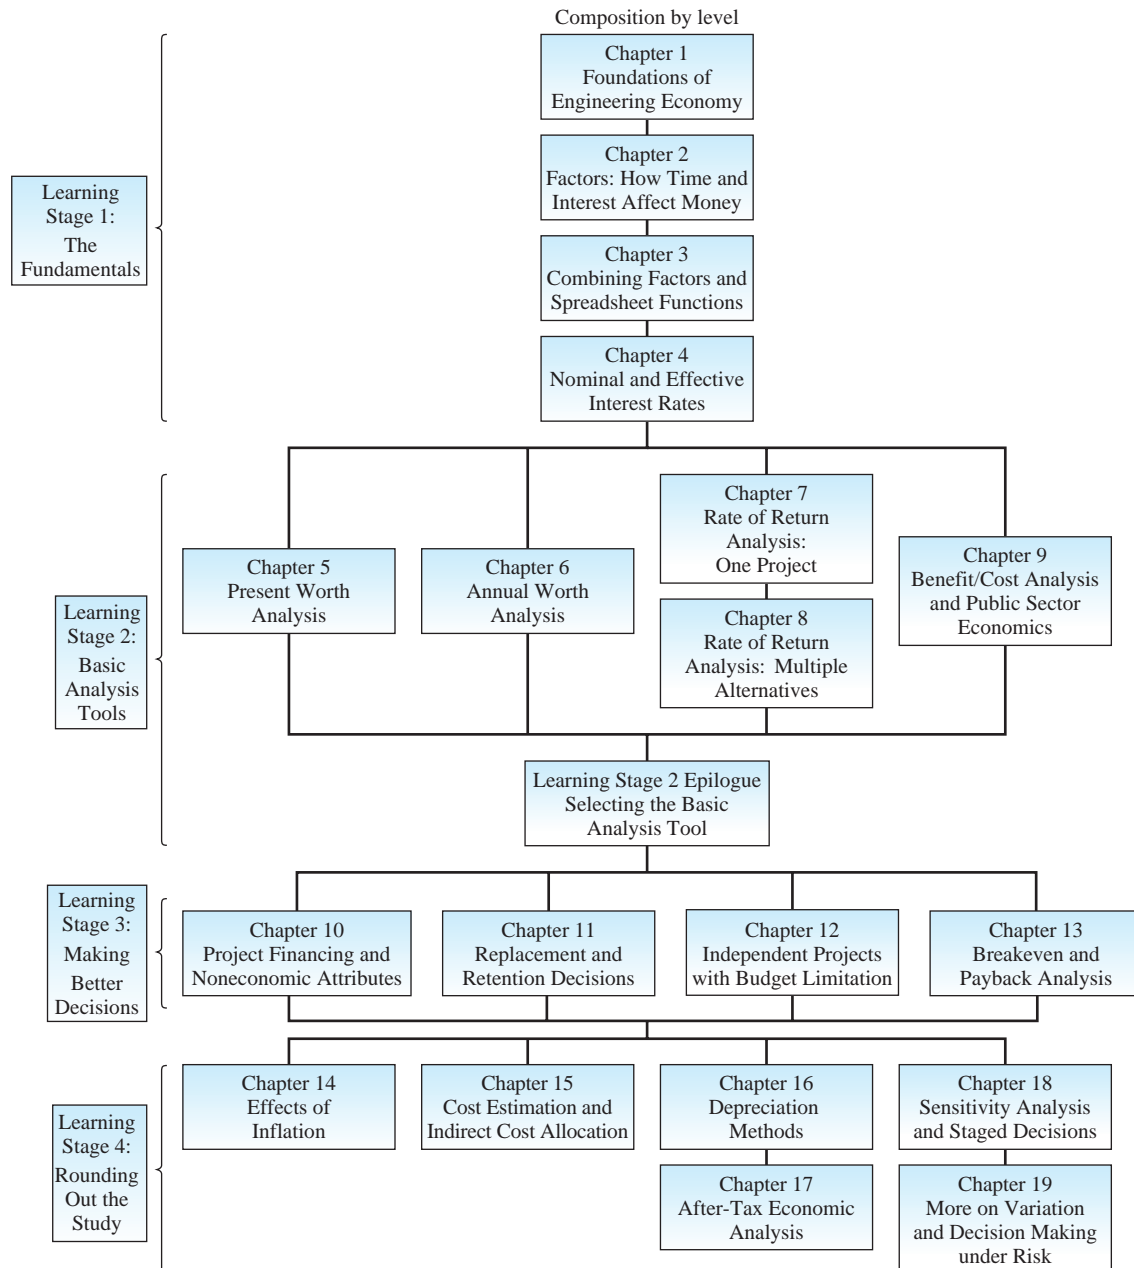 Composition by level
Chapter 1
Foundations of
Engineering Economy
Chapter 2
Factors: How Time and
Interest Affect Money
Learning
Stage 1:
The
Fundamentals
Chapter 3
Combining Factors and
Spreadsheet Functions
Chapter 4
Nominal and Effective
Interest Rates
Learning
Stage 2:
Basic
Analysis
Tools
Chapter 5
Present Worth
Analysis
Chapter 6
Annual Worth
Analysis
Chapter 7
Rate of Return
Analysis:
One Project
Chapter 8
Rate of Return
Analysis: Multiple
Alternatives
Chapter 9
Benefit/Cost Analysis
and Public Sector
Economics
Learning Stage 2 Epilogue
Selecting the Basic
Analysis Tool
Learning
Stage 3:
Making
Better
Decisions
Chapter 10
Project Financing and
Noneconomic Attributes
Chapter 11
Replacement and
Retention Decisions
Chapter 12
Independent Projects
with Budget Limitation
Chapter 13
Breakeven and
Payback Analysis
Learning
Stage 4:
Rounding
Out the
Study
Chapter 14
Effects of
Inflation
Chapter 15
Cost Estimation and
Indirect Cost Allocation
Chapter 16
Depreciation
Methods
Chapter 17
After-Tax Economic
Analysis
Chapter 18
Sensitivity Analysis
and Staged Decisions
Chapter 19
More on Variation
and Decision Making
under Risk